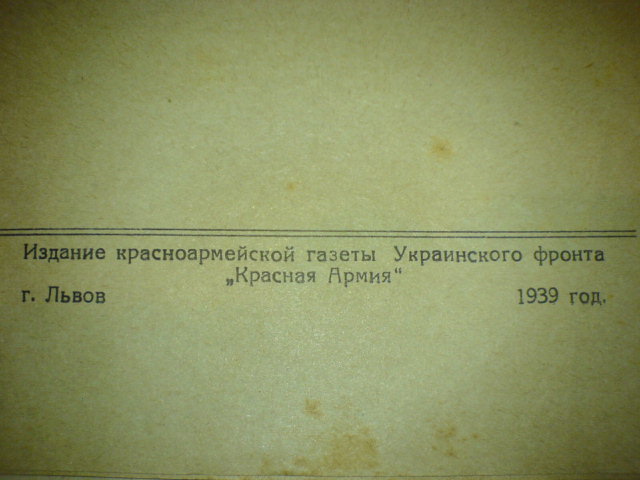 Издание красноармейской газеты Украинского фронта
„Красная Армия“
г. Львов 1939 год.